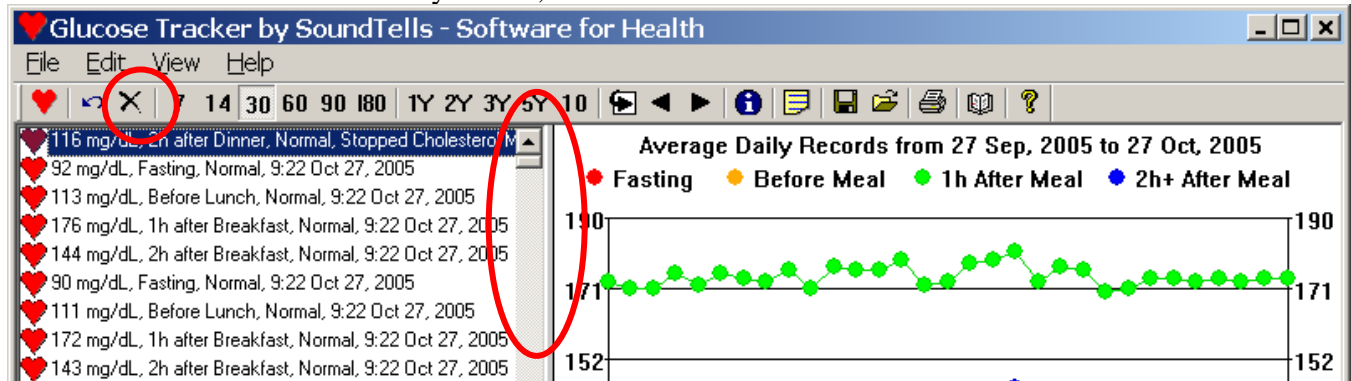 Glucose Tracker by SoundTells - Software for Health
File Edit View Help
7 14 30 60 90 180 1Y 2Y 3Y 5Y 10
116 mg/dL, 2h after Dinner, Normal, Stopped Cholesterol M
92 mg/dL, Fasting, Normal, 9:22 Oct 27, 2005
113 mg/dL, Before Lunch, Normal, 9:22 Oct 27, 2005
176 mg/dL, 1h after Breakfast, Normal, 9:22 Oct 27, 2005
144 mg/dL, 2h after Breakfast, Normal, 9:22 Oct 27, 2005
90 mg/dL, Fasting, Normal, 9:22 Oct 27, 2005
111 mg/dL, Before Lunch, Normal, 9:22 Oct 27, 2005
172 mg/dL, 1h after Breakfast, Normal, 9:22 Oct 27, 2005
143 mg/dL, 2h after Breakfast, Normal, 9:22 Oct 27, 2005
Average Daily Records from 27 Sep, 2005 to 27 Oct, 2005
Fasting Before Meal 1h After Meal 2h+ After Meal
190 190
171 171
152 152